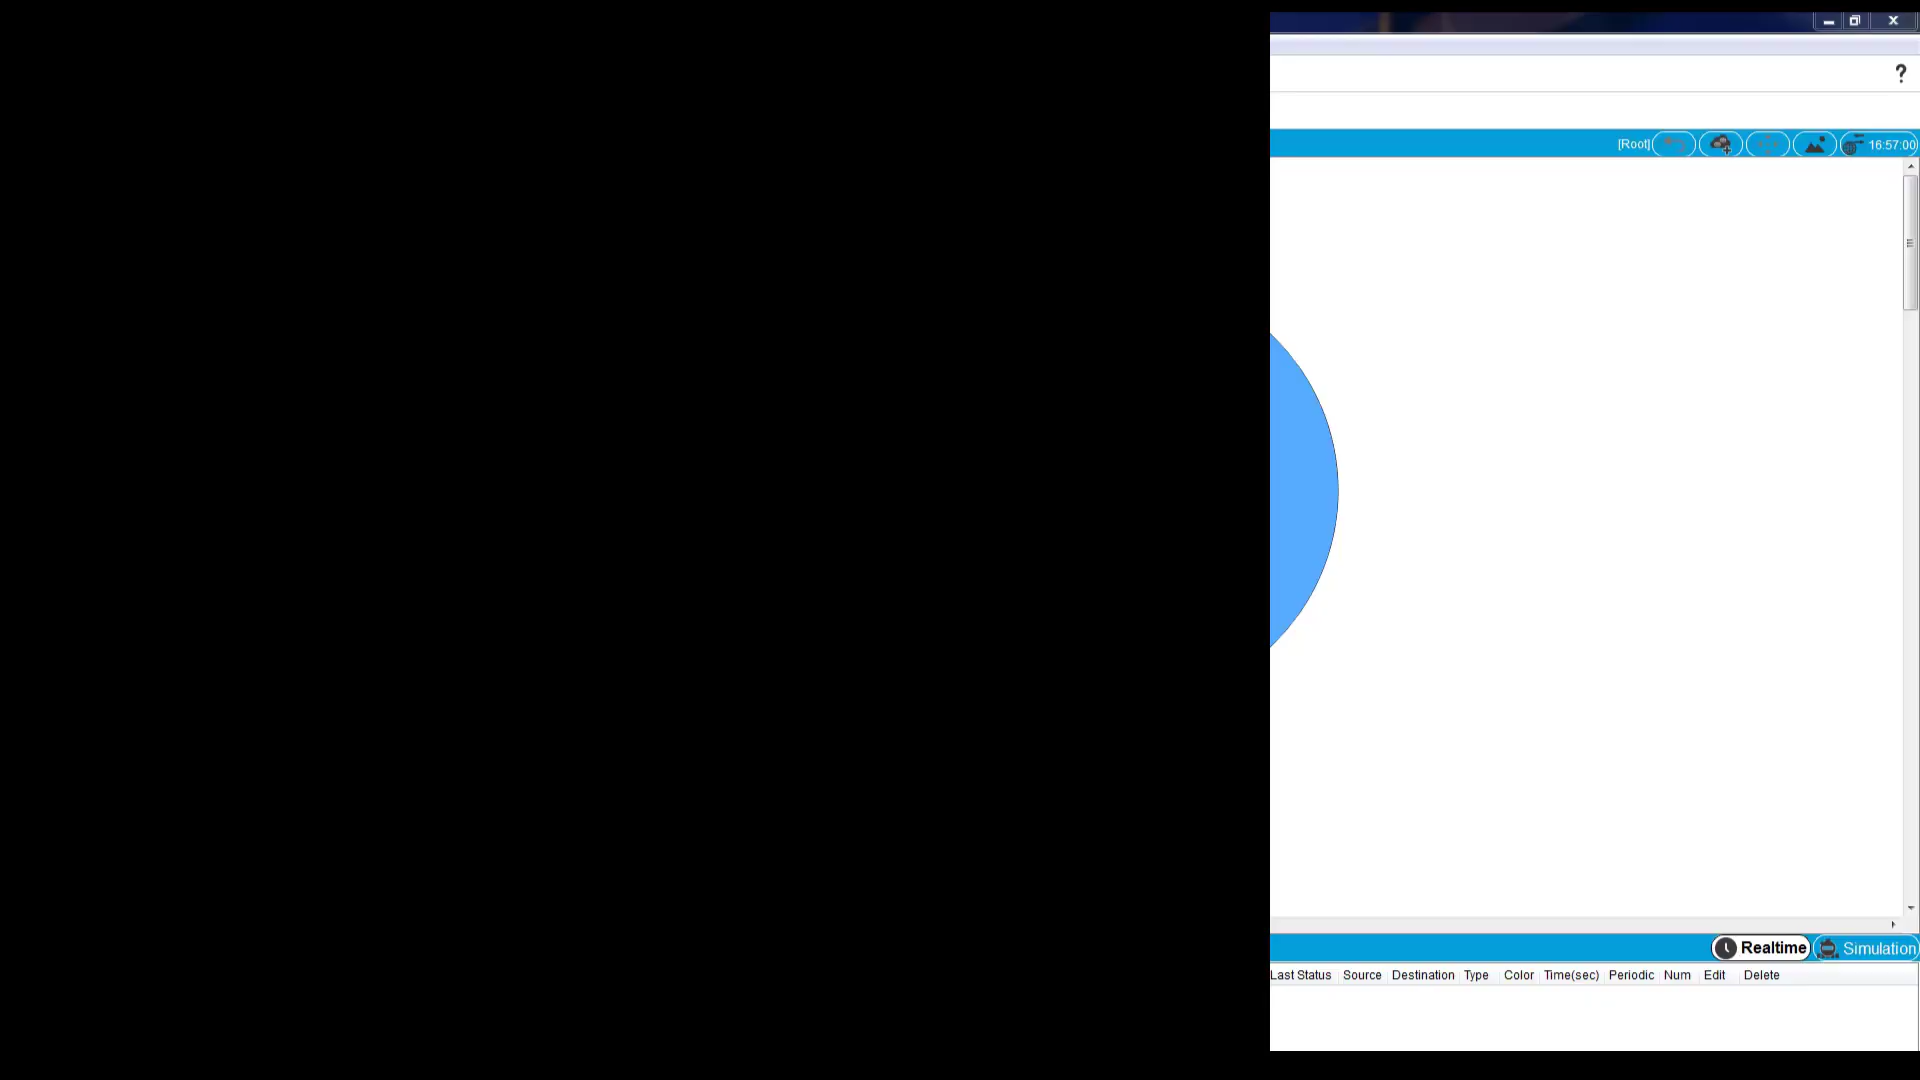 ?
[Root] 16:57:00
Realtime Simulation
Last Status Source Destination Type Color Time(sec) Periodic Num Edit Delete